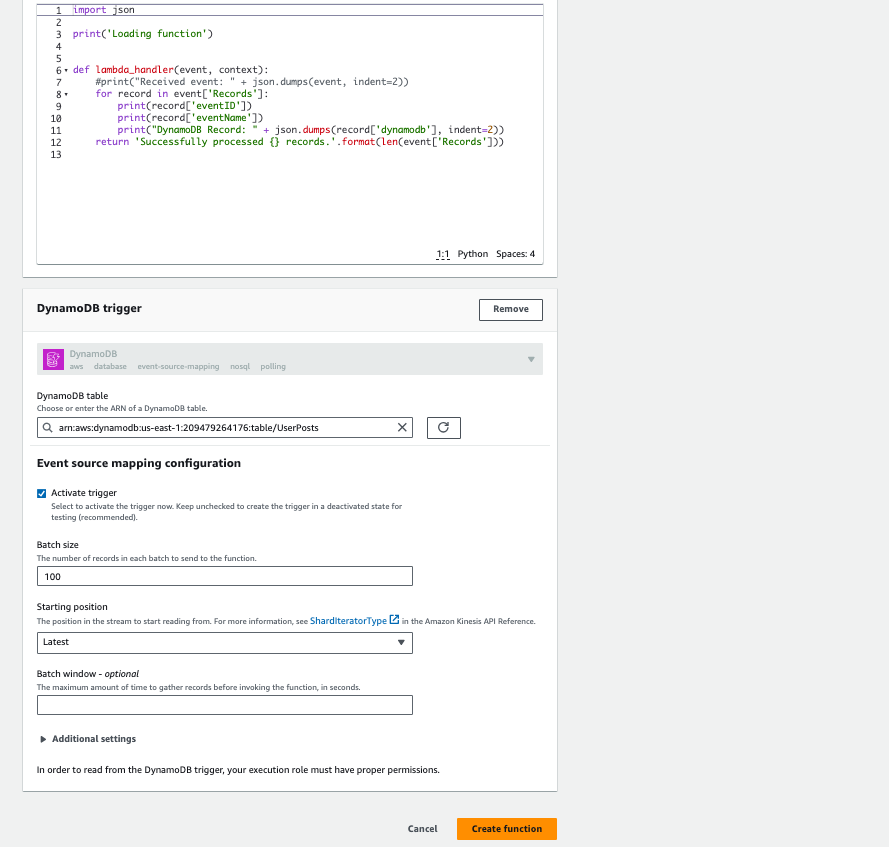 1 import json
2
3 print('Loading function')
4
5
6 def lambda_handler(event, context):
7     #print("Received event: " + json.dumps(event, indent=2))
8     for record in event['Records']:
9         print(record['eventID'])
10         print(record['eventName'])
11         print("DynamoDB Record: " + json.dumps(record['dynamodb'], indent=2))
12     return 'Successfully processed {} records.'.format(len(event['Records']))
13
1:1 Python Spaces: 4
DynamoDB trigger Remove
DynamoDB
aws database event-source-mapping nosql polling
DynamoDB table
Choose or enter the ARN of a DynamoDB table.
arn:aws:dynamodb:us-east-1:209479264176:table/UserPosts
Event source mapping configuration
Activate trigger
Select to activate the trigger now. Keep unchecked to create the trigger in a deactivated state for
testing (recommended).
Batch size
The number of records in each batch to send to the function.
100
Starting position
The position in the stream to start reading from. For more information, see ShardIteratorType in the Amazon Kinesis API Reference.
Latest
Batch window - optional
The maximum amount of time to gather records before invoking the function, in seconds.
Additional settings
In order to read from the DynamoDB trigger, your execution role must have proper permissions.
Cancel Create function